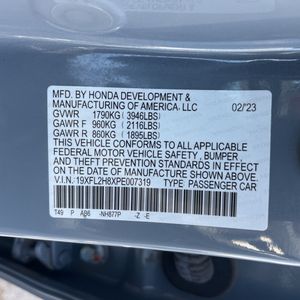 MFD. BY HONDA DEVELOPMENT &
MANUFACTURING OF AMERICA, LLC 02/23
GVWR 1790KG (3946LBS)
GAWR F 960KG (2116LBS)
GAWR R 860KG (1895LBS)
THIS VEHICLE CONFORMS TO ALL APPLICABLE
FEDERAL MOTOR VEHICLE SAFETY, BUMPER,
AND THEFT PREVENTION STANDARDS IN EFFECT
ON THE DATE OF MANUFACTURE SHOWN ABOVE.
V.I.N. 19XFL2H8XPE007319 TYPE PASSENGER CAR
T49 P AB6 -NH877P -Z -E